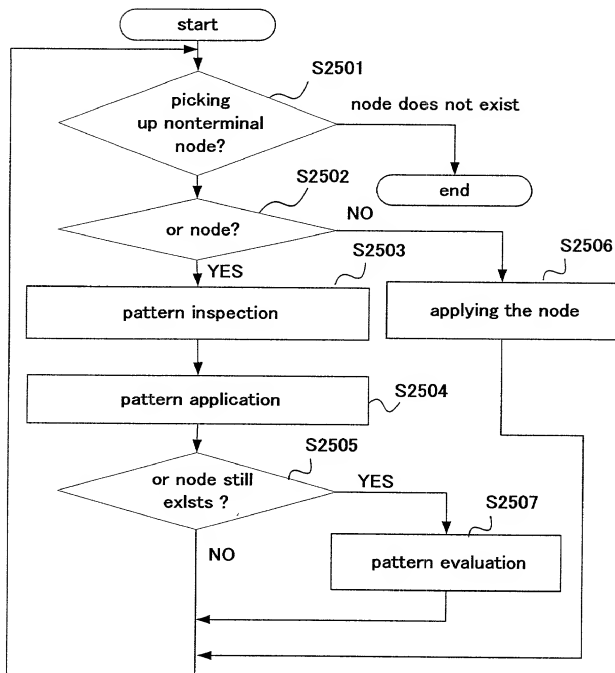 start
S2501
picking
up nonterminal
node?
node does not exist
end
S2502
or node?
NO
YES
S2503
S2506
pattern inspection
applying the node
pattern application
S2504
S2505
or node still
exIsts ?
YES
S2507
NO
pattern evaluation